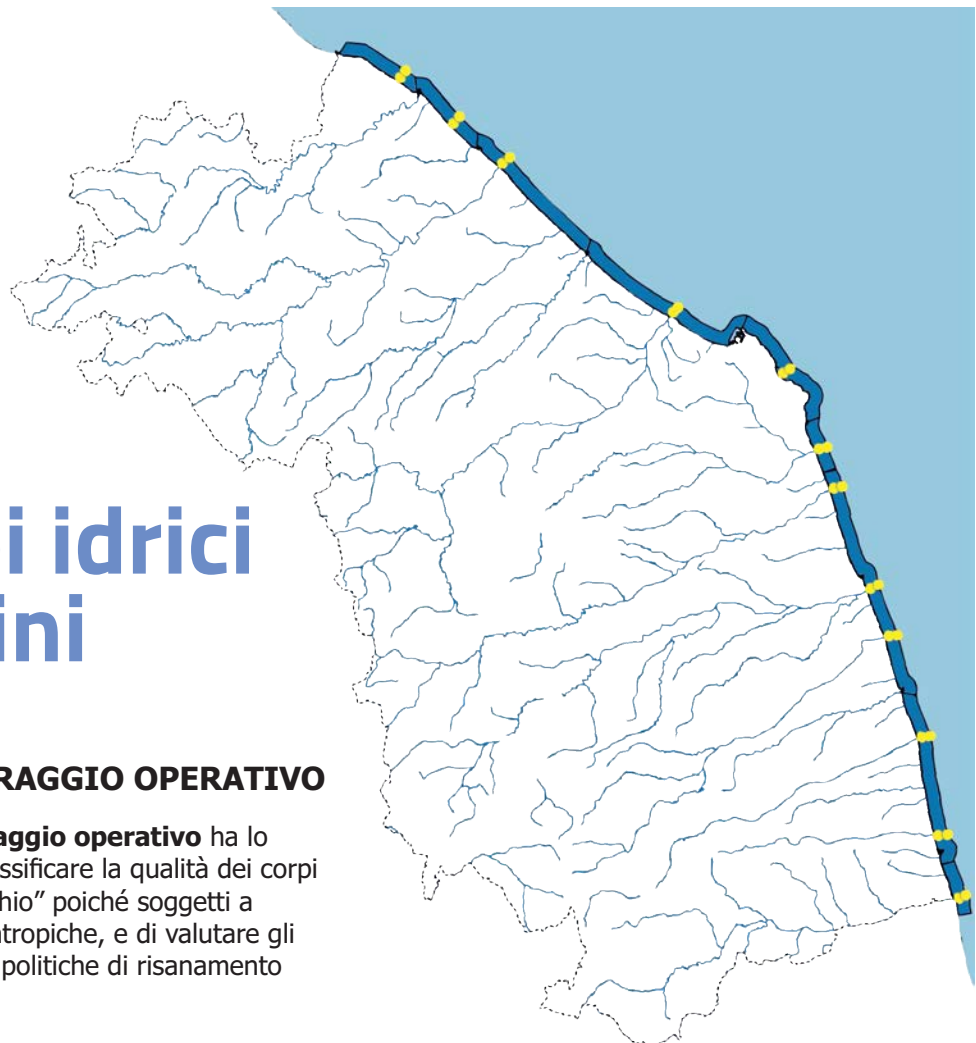 i idrici
ini
RAGGIO OPERATIVO
aggio operativo ha lo
ssificare la qualità dei corpi
hio” poiché soggetti a
tropiche, e di valutare gli
politiche di risanamento